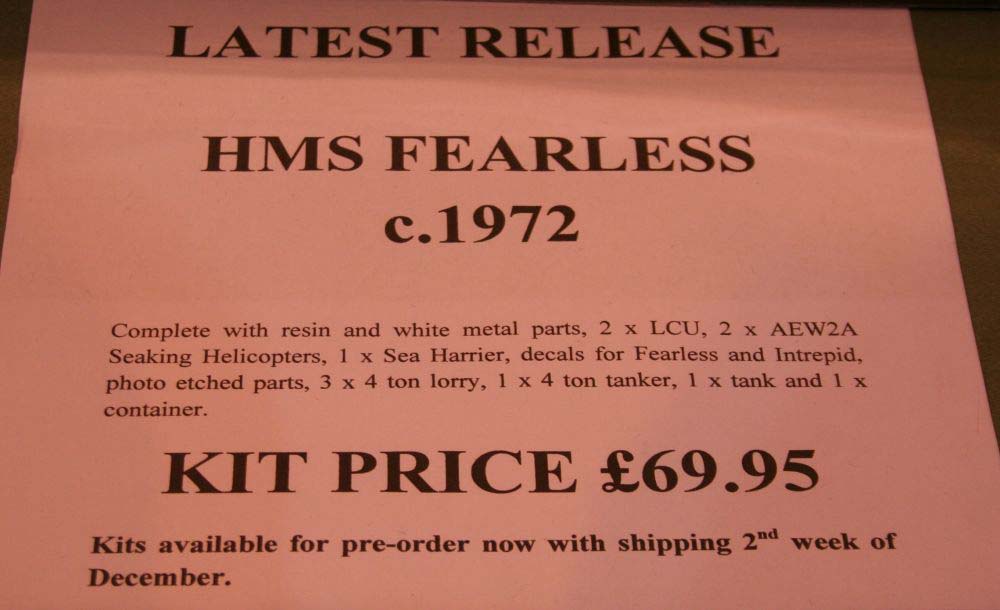 LATEST RELEASE
HMS FEARLESS
c.1972
Complete with resin and white metal parts, 2 x LCU, 2 x AEW2A
Seaking Helicopters, 1 x Sea Harrier, decals for Fearless and Intrepid,
photo etched parts, 3 x 4 ton lorry, 1 x 4 ton tanker, 1 x tank and 1 x
container.
KIT PRICE £69.95
Kits available for pre-order now with shipping 2nd week of
December.